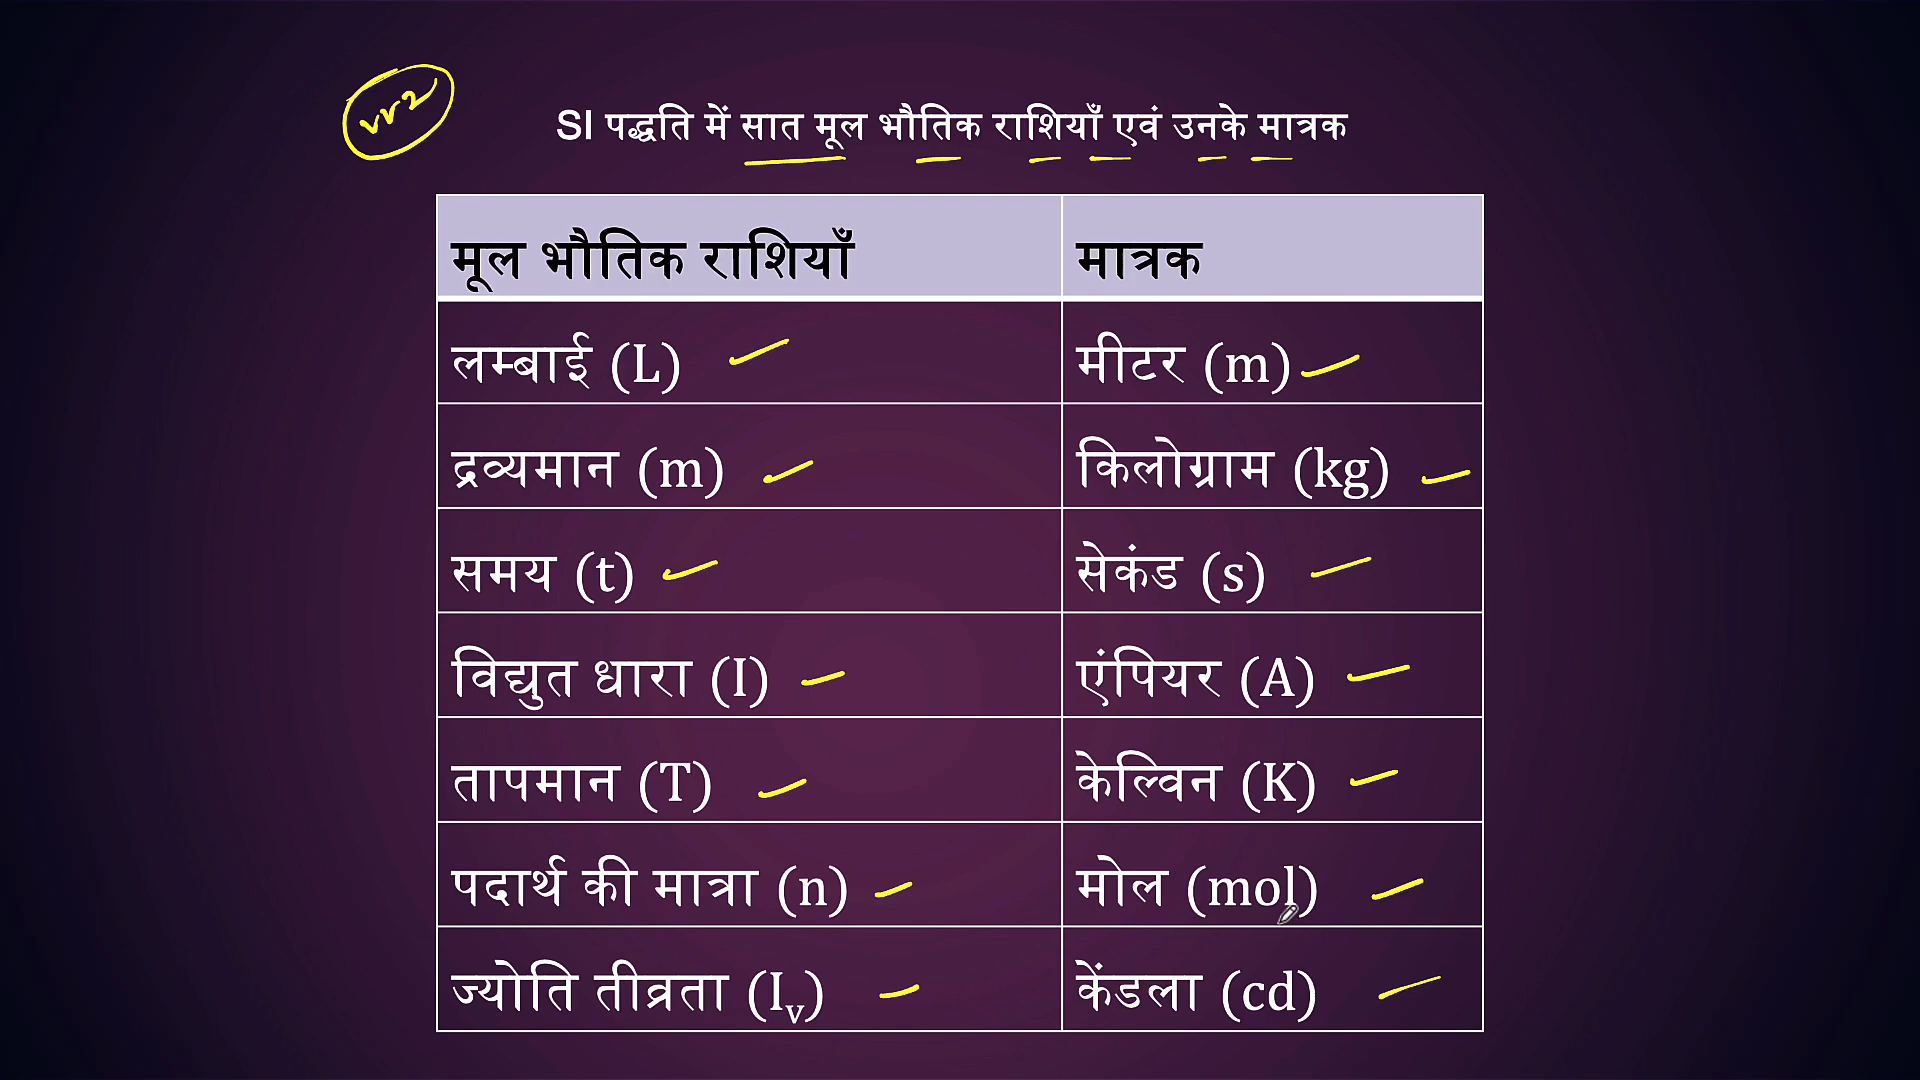 SI पद्धति में सात मूल भौतिक राशियाँ एवं उनके मात्रक
मूल भौतिक राशियाँ मात्रक
लम्बाई (L) मीटर (m)
द्रव्यमान (m) किलोग्राम (kg)
समय (t) सेकंड (s)
विद्युत धारा (I) एंपियर (A)
तापमान (T) केल्विन (K)
पदार्थ की मात्रा (n) मोल (mol)
ज्योति तीव्रता (Iv) केंडला (cd)